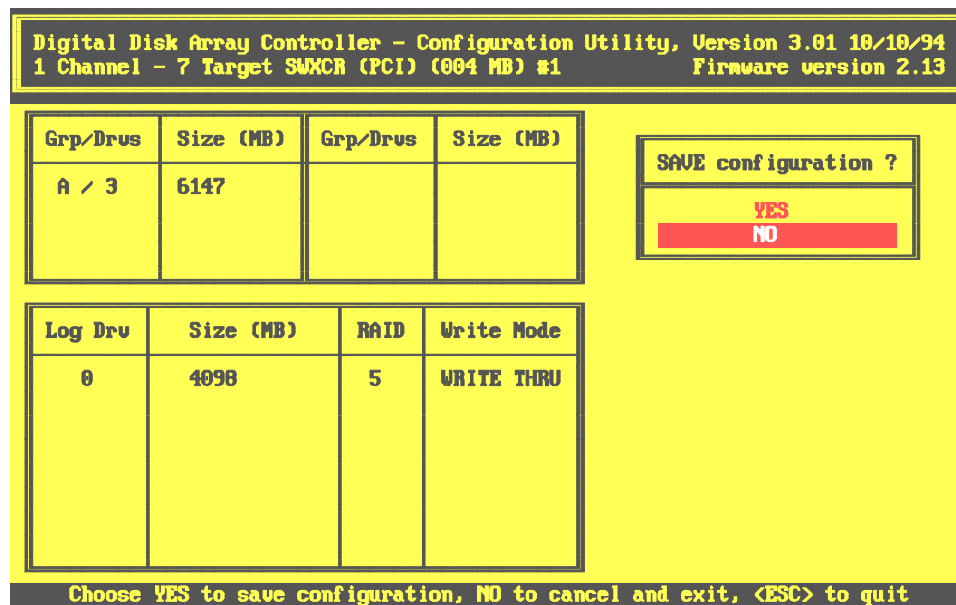 Digital Disk Array Controller - Configuration Utility, Version 3.01 10/10/94
1 Channel - 7 Target SWXCR (PCI) (004 MB) #1 Firmware version 2.13
Grp/Drvs Size (MB) Grp/Drvs Size (MB)
A / 3 6147
SAVE configuration ?
YES
NO
Log Drv Size (MB) RAID Write Mode
0 4098 5 WRITE THRU
Choose YES to save configuration, NO to cancel and exit, <ESC> to quit